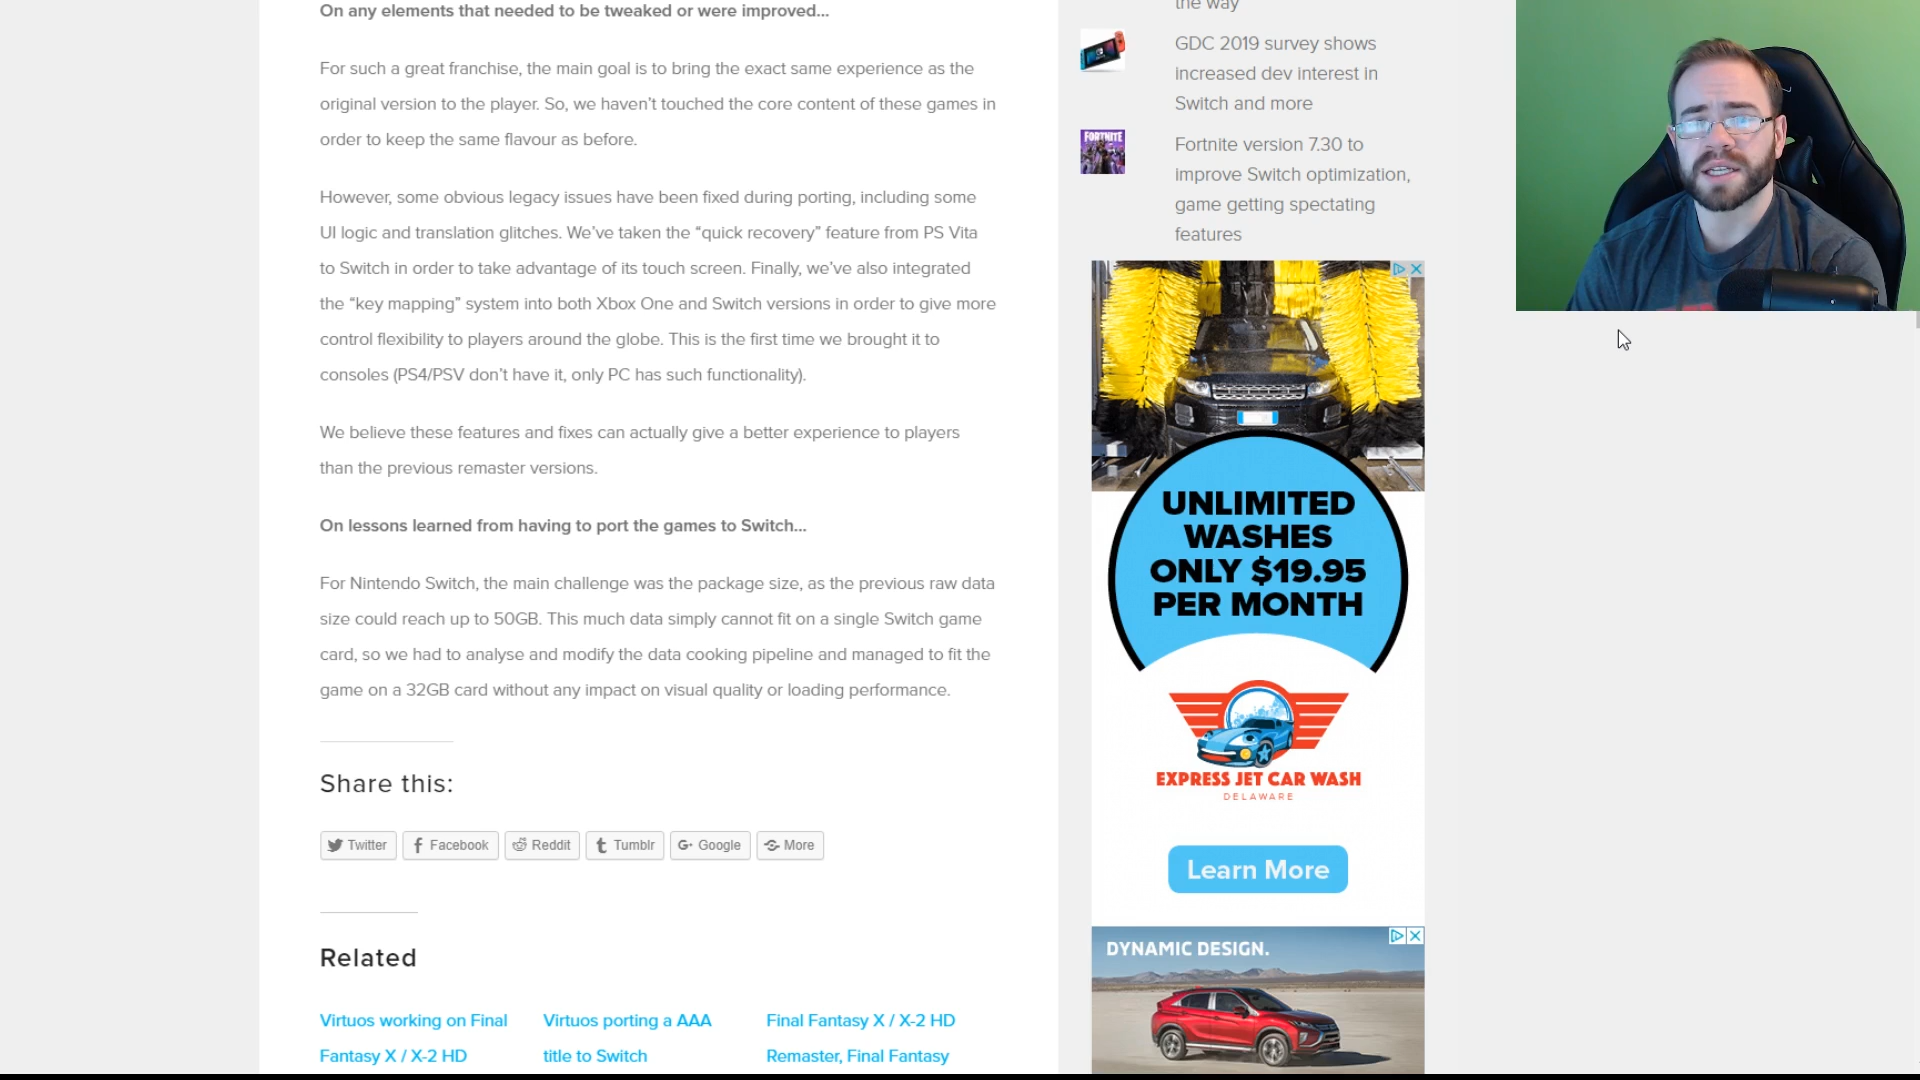 On any elements that needed to be tweaked or were improved…
For such a great franchise, the main goal is to bring the exact same experience as the
original version to the player. So, we haven’t touched the core content of these games in
order to keep the same flavour as before.
However, some obvious legacy issues have been fixed during porting, including some
UI logic and translation glitches. We’ve taken the “quick recovery” feature from PS Vita
to Switch in order to take advantage of its touch screen. Finally, we’ve also integrated
the “key mapping” system into both Xbox One and Switch versions in order to give more
control flexibility to players around the globe. This is the first time we brought it to
consoles (PS4/PSV don’t have it, only PC has such functionality).
We believe these features and fixes can actually give a better experience to players
than the previous remaster versions.
On lessons learned from having to port the games to Switch…
For Nintendo Switch, the main challenge was the package size, as the previous raw data
size could reach up to 50GB. This much data simply cannot fit on a single Switch game
card, so we had to analyse and modify the data cooking pipeline and managed to fit the
game on a 32GB card without any impact on visual quality or loading performance.
Share this:
Twitter
Facebook
Reddit
Tumblr
Google
More
Related
Virtuos working on Final
Fantasy X / X-2 HD
Virtuos porting a AAA
title to Switch
Final Fantasy X / X-2 HD
Remaster, Final Fantasy
the way
GDC 2019 survey shows
increased dev interest in
Switch and more
FORTNITE
Fortnite version 7.30 to
improve Switch optimization,
game getting spectating
features
UNLIMITED
WASHES
ONLY $19.95
PER MONTH
EXPRESS JET CAR WASH
DELAWARE
Learn More
DYNAMIC DESIGN.